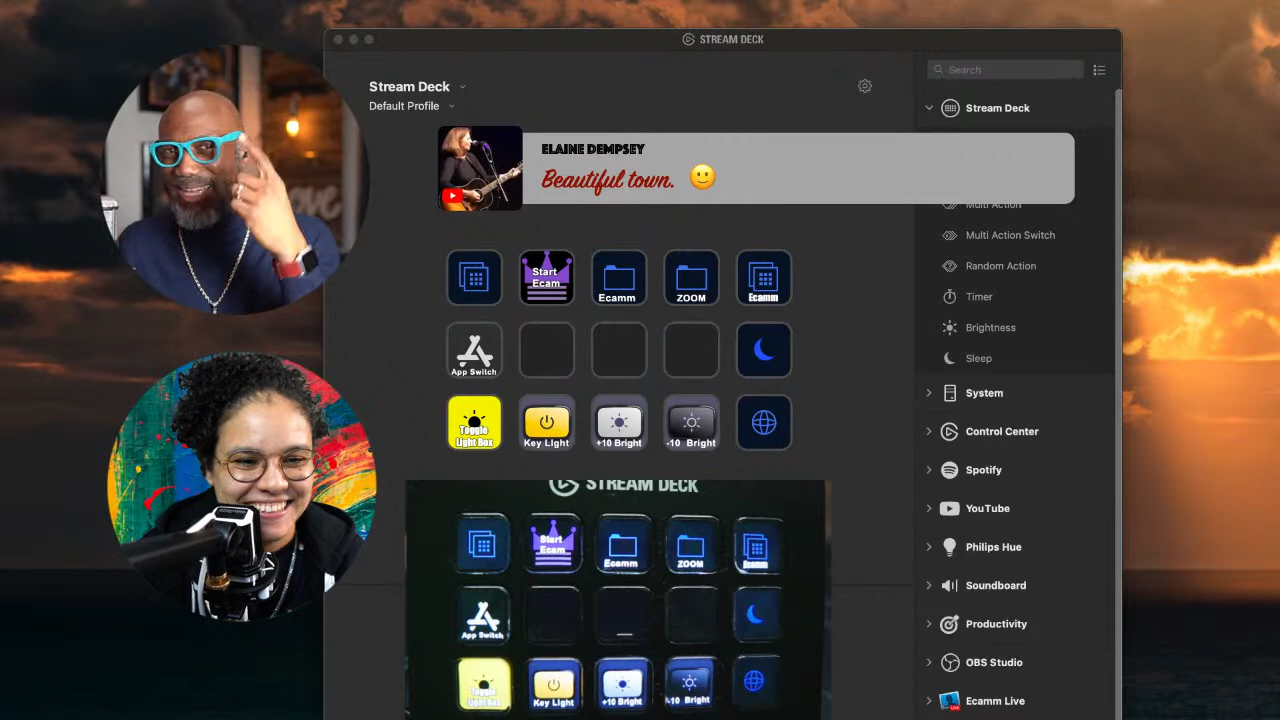 STREAM DECK
Search
Stream Deck
Default Profile
Stream Deck
ELAINE DEMPSEY
Beautiful town. 🙂
Multi Action
Multi Action Switch
Random Action
Timer
Brightness
Sleep
Start
Ecam
Ecamm
ZOOM
Ecamm
App Switch
Toggle
Light Box
Key Light
+10 Bright
-10 Bright
System
Control Center
Spotify
YouTube
Philips Hue
Soundboard
Productivity
OBS Studio
Ecamm Live
STREAM DECK
Start
Ecam
Ecamm
ZOOM
Ecamm
App Switch
Toggle
Light Box
Key Light
+10 Bright
-10 Bright